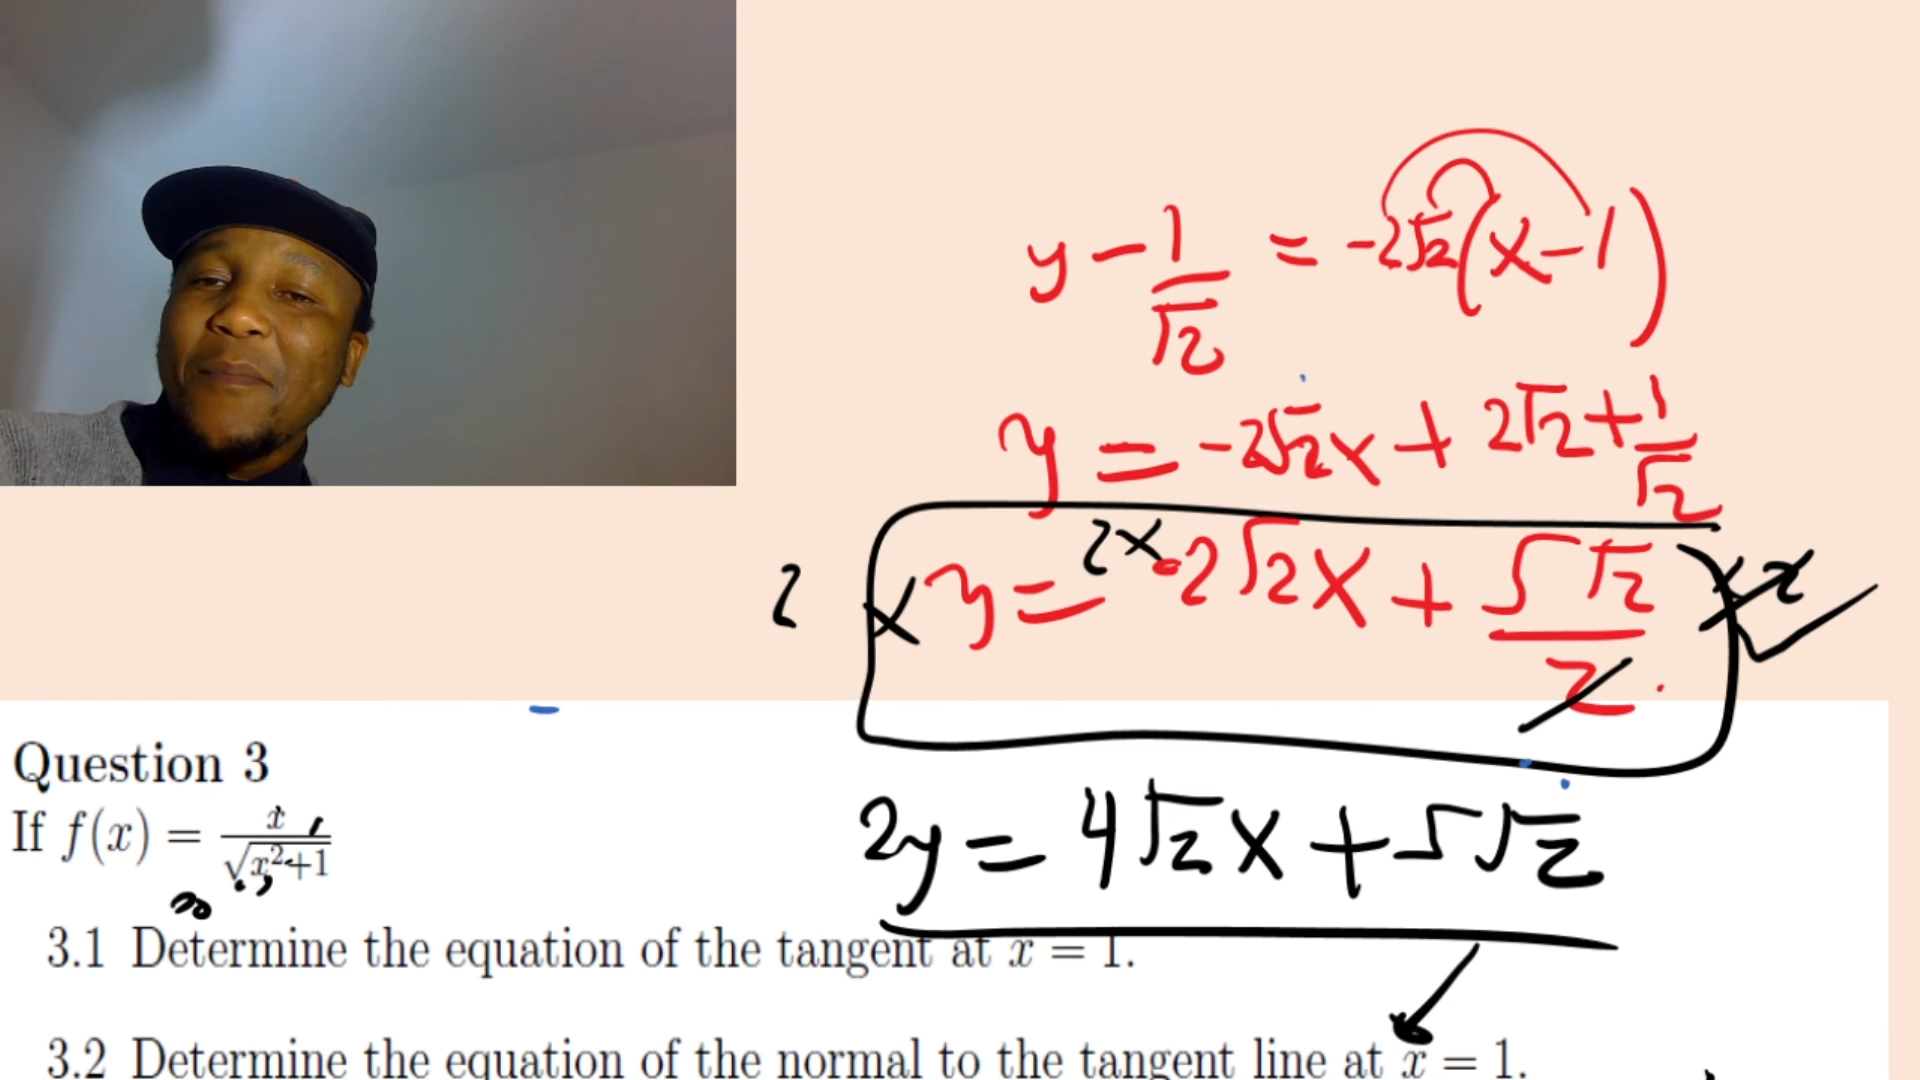 y - 1/√2 = -2√2(x - 1)
y = -2√2x + 2√2 + 1/√2
2 x y = 2x -2√2x + 5√2/2 x 2
2y = 4√2x + 5√2
Question 3
If f(x) = x/√x²+1
3.1 Determine the equation of the tangent at x = 1.
3.2 Determine the equation of the normal to the tangent line at x = 1.